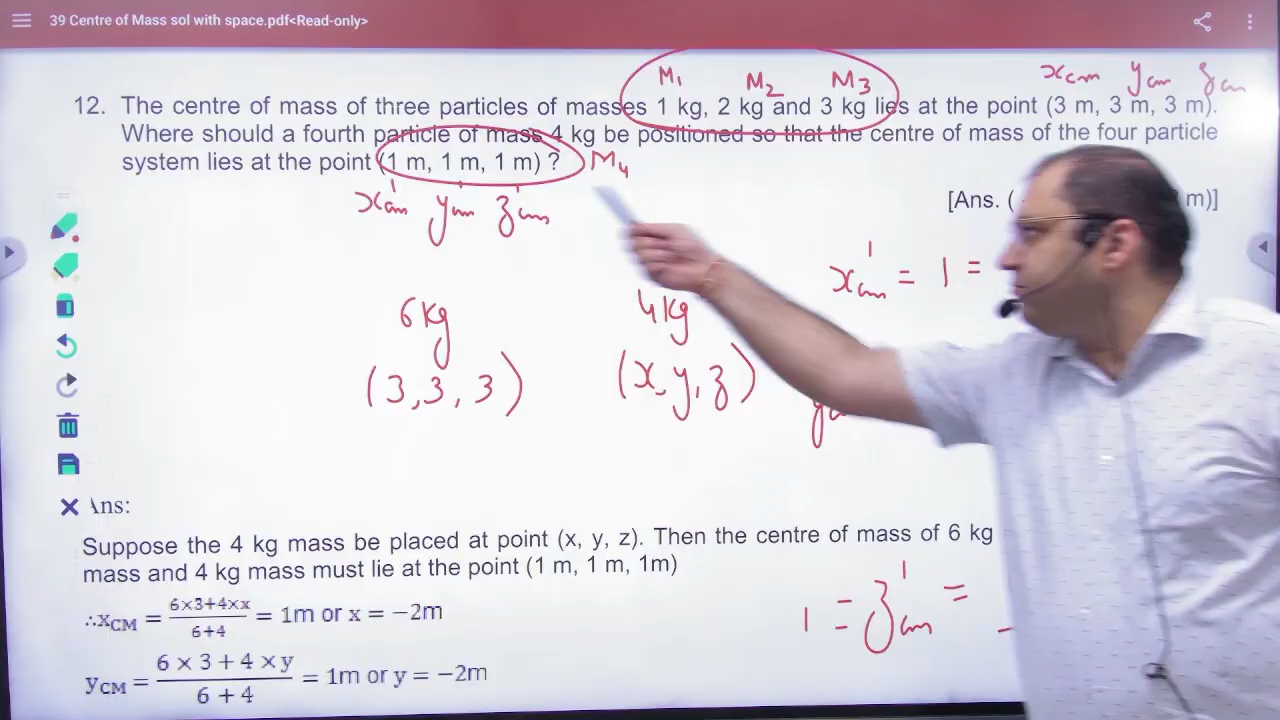 39 Centre of Mass sol with space.pdf<Read-only>
M₁ M₂ M₃ xcm ycm zcm
12. The centre of mass of three particles of masses 1 kg, 2 kg and 3 kg lies at the point (3 m, 3 m, 3 m).
Where should a fourth particle of mass 4 kg be positioned so that the centre of mass of the four particle
system lies at the point (1 m, 1 m, 1 m) ? M₄
x'cm y'cm z'cm
[Ans. ( m)]
x'cm = 1 =
6kg 4kg
(3,3,3) (x,y,z)
Ans:
Suppose the 4 kg mass be placed at point (x, y, z). Then the centre of mass of 6 kg
mass and 4 kg mass must lie at the point (1 m, 1 m, 1m)
∴xCM = 6×3+4×x / 6+4 = 1m or x = −2m
1 = z'cm =
yCM = 6 × 3 + 4 × y / 6 + 4 = 1m or y = −2m